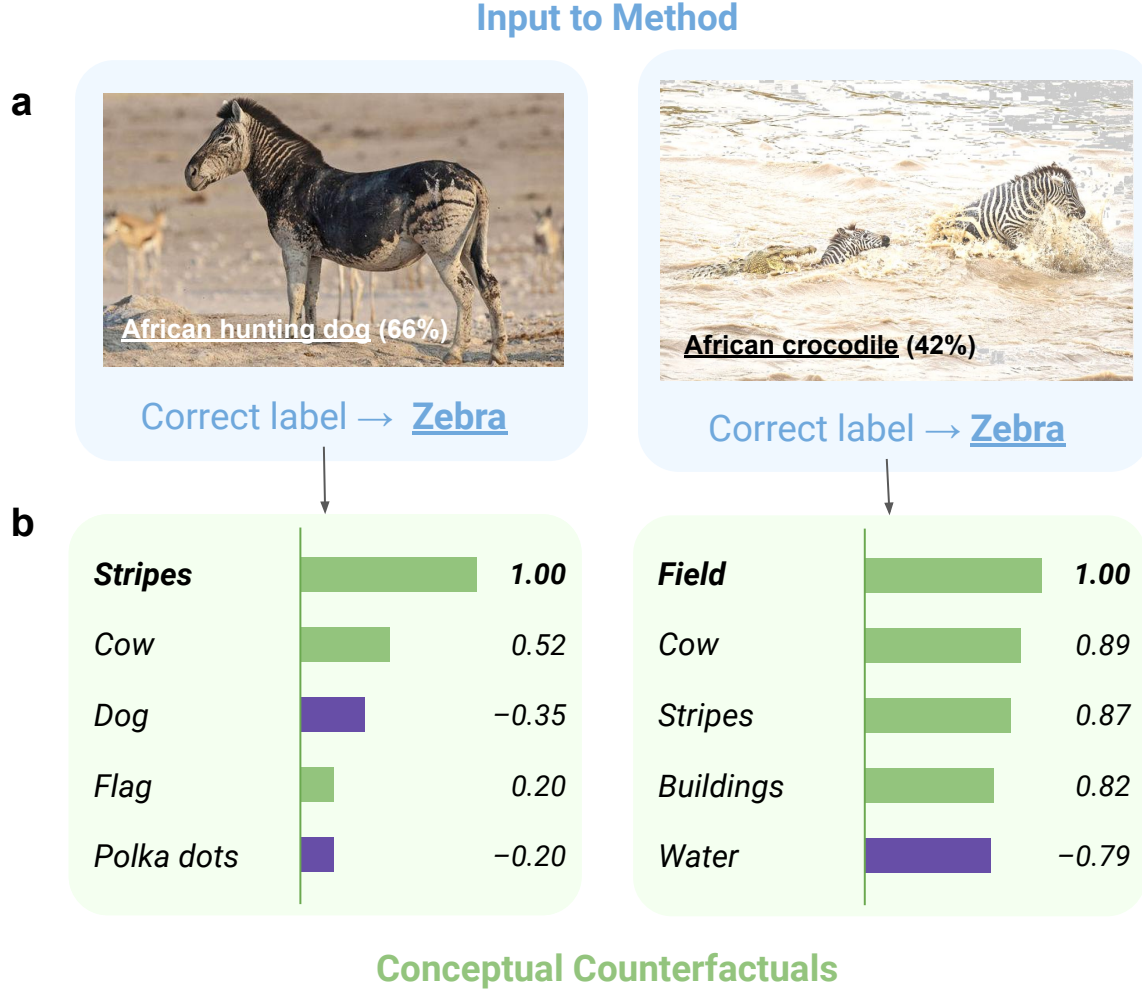 Input to Method
a
African hunting dog (66%)
African crocodile (42%)
Correct label → Zebra
Correct label → Zebra
b
Stripes 1.00
Cow 0.52
Dog −0.35
Flag 0.20
Polka dots −0.20
Field 1.00
Cow 0.89
Stripes 0.87
Buildings 0.82
Water −0.79
Conceptual Counterfactuals